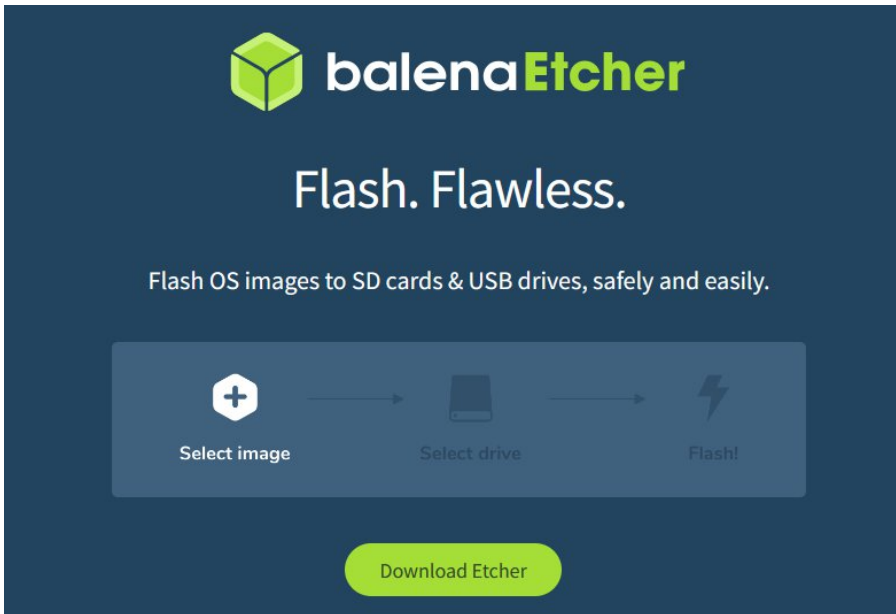 balenaEtcher
Flash. Flawless.
Flash OS images to SD cards & USB drives, safely and easily.
Select image
Select drive
Flash!
Download Etcher